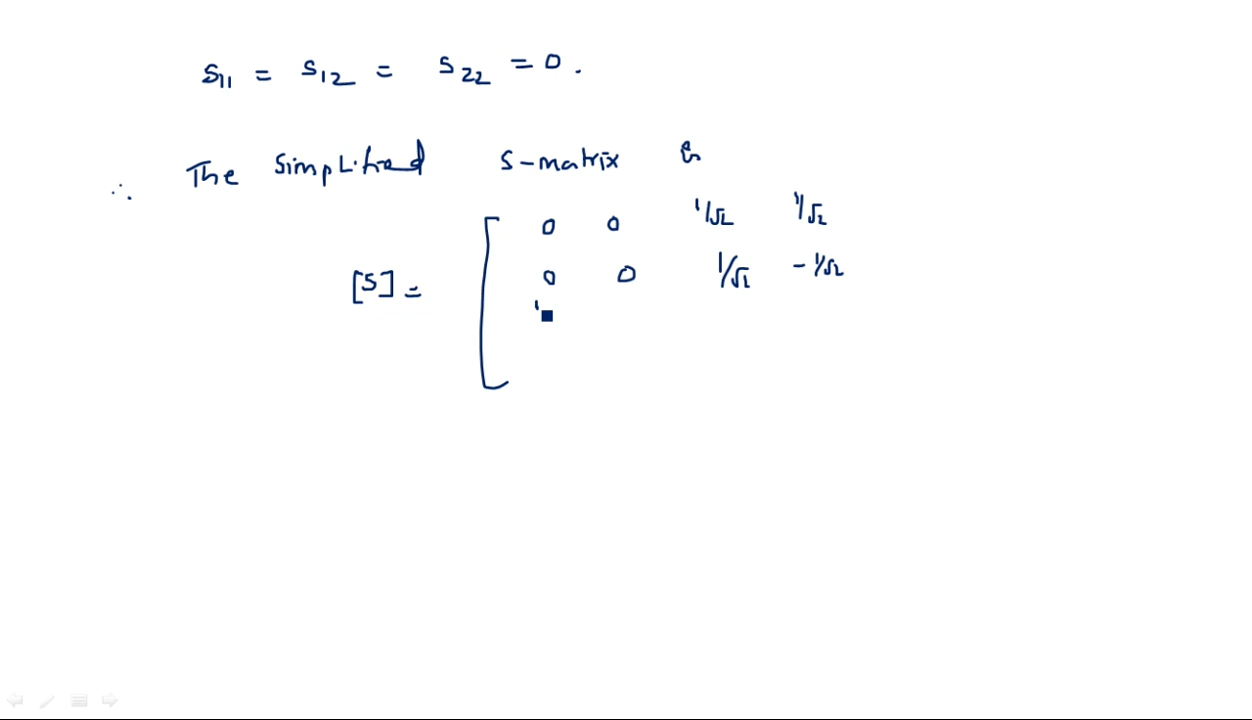 S11 = S12 = S22 = 0.
∴ The Simplified S-matrix is
1/√2 1/√2
[S] = [ 0 0
0 0 1/√2 -1/√2